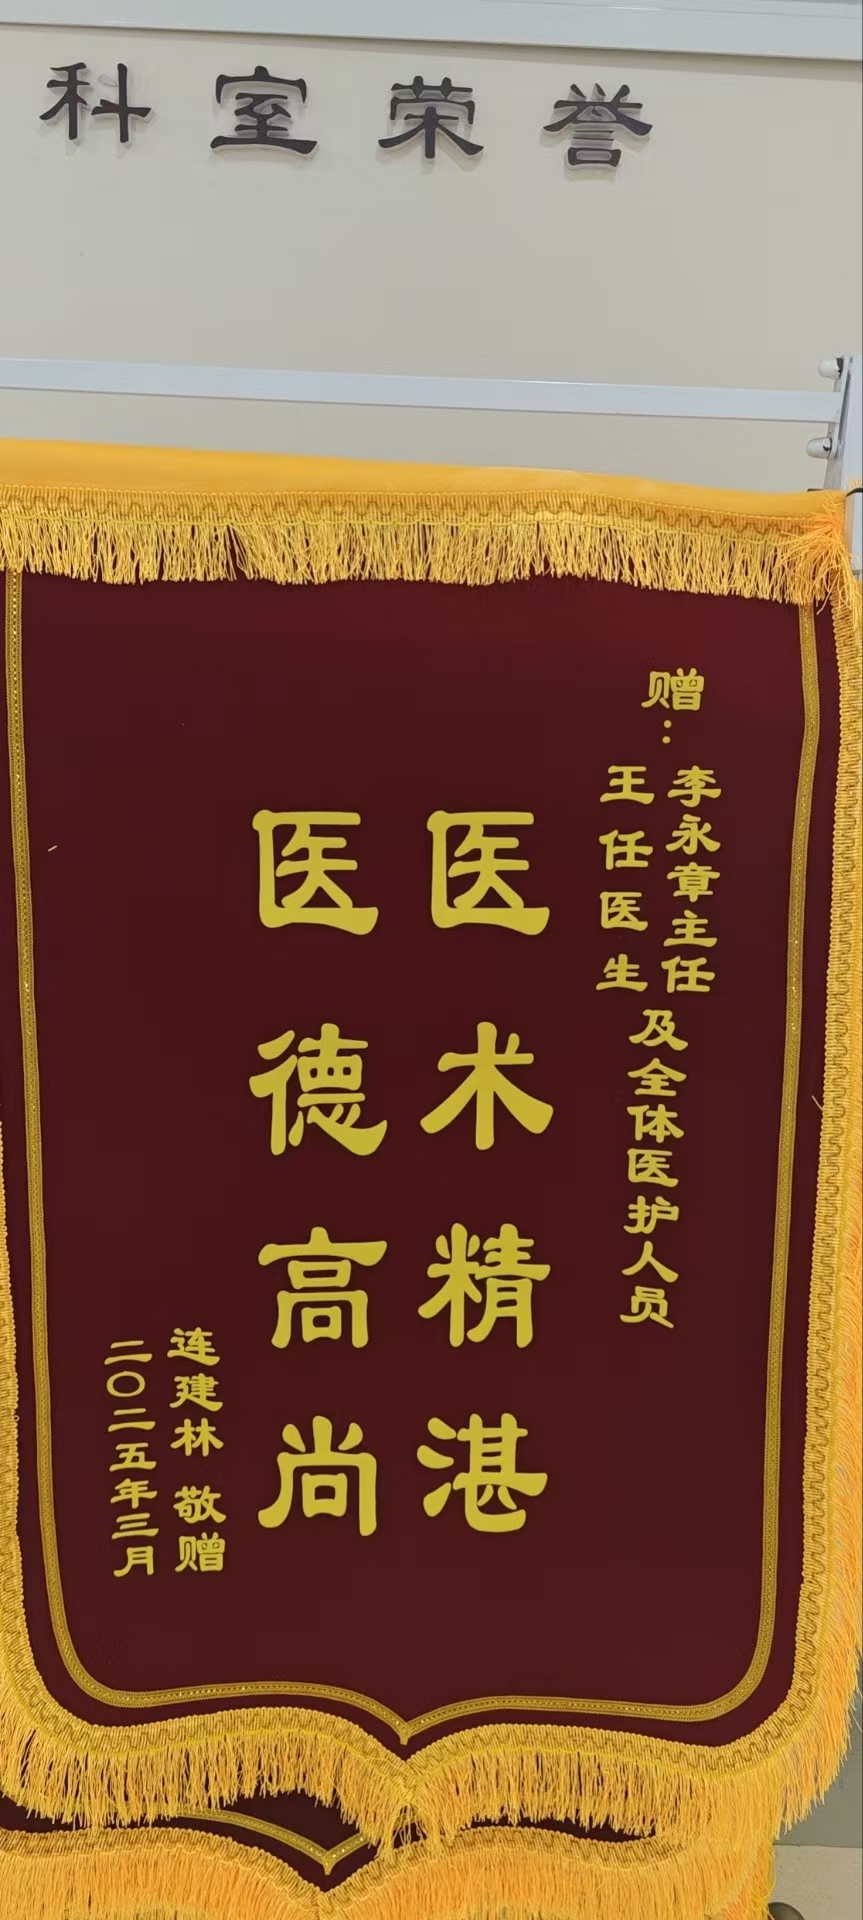 科室荣誉
赠：
李永章主任
王任医生
及全体医护人员
医术精湛
医德高尚
连建林 敬赠
二〇二五年三月